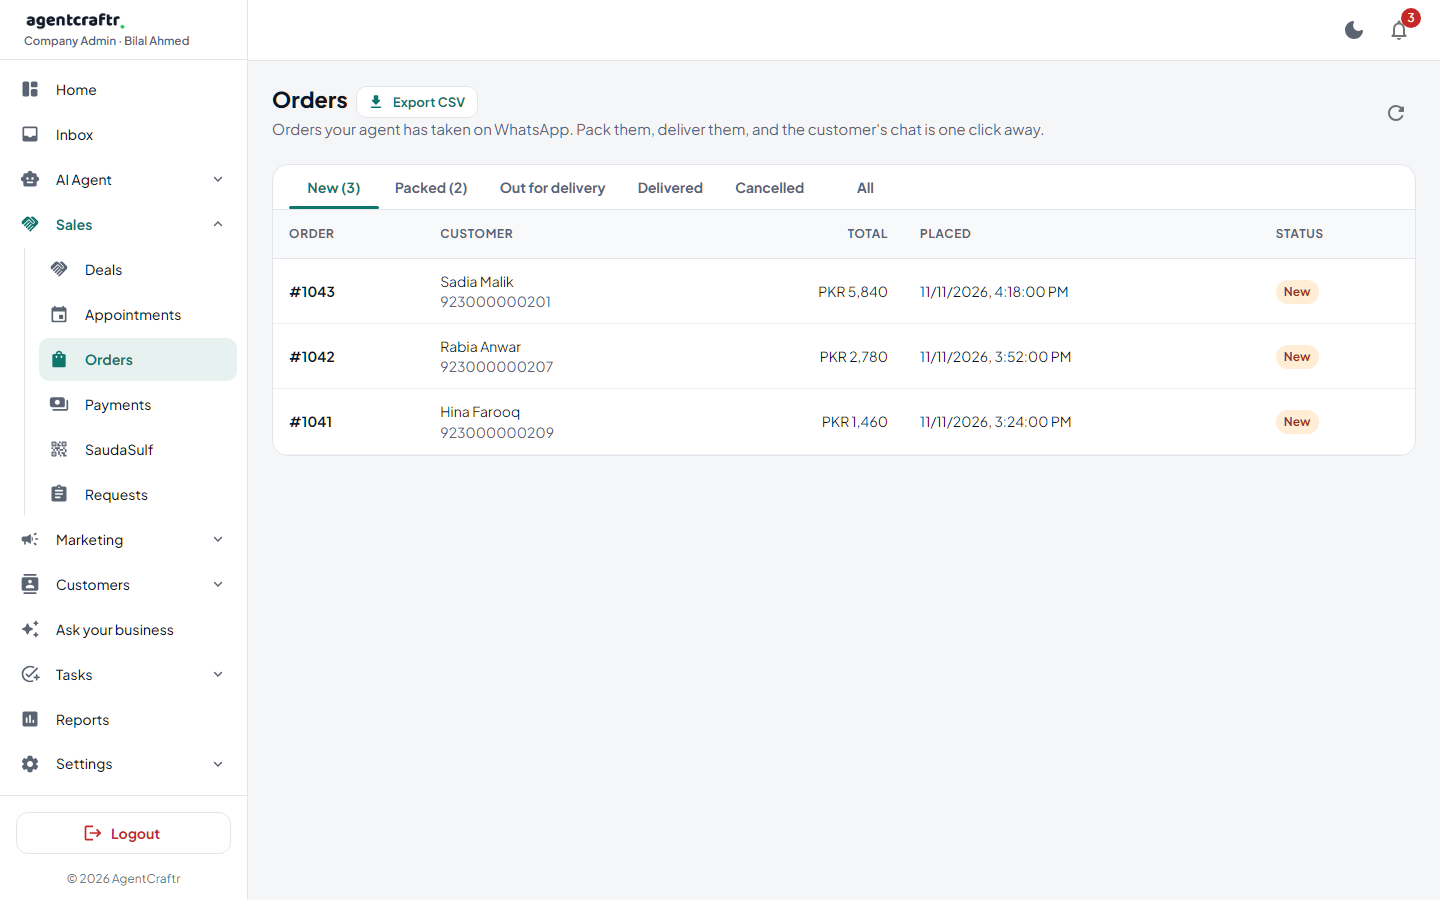 agentcraftr.
Company Admin · Bilal Ahmed
3
Home
Inbox
AI Agent
Sales
Deals
Appointments
Orders
Payments
SaudaSulf
Requests
Marketing
Customers
Ask your business
Tasks
Reports
Settings
Logout
© 2026 AgentCraftr
Orders
Export CSV
Orders your agent has taken on WhatsApp. Pack them, deliver them, and the customer's chat is one click away.
New (3) Packed (2) Out for delivery Delivered Cancelled All
ORDER CUSTOMER TOTAL PLACED STATUS
#1043 Sadia Malik PKR 5,840 11/11/2026, 4:18:00 PM New
923000000201
#1042 Rabia Anwar PKR 2,780 11/11/2026, 3:52:00 PM New
923000000207
#1041 Hina Farooq PKR 1,460 11/11/2026, 3:24:00 PM New
923000000209